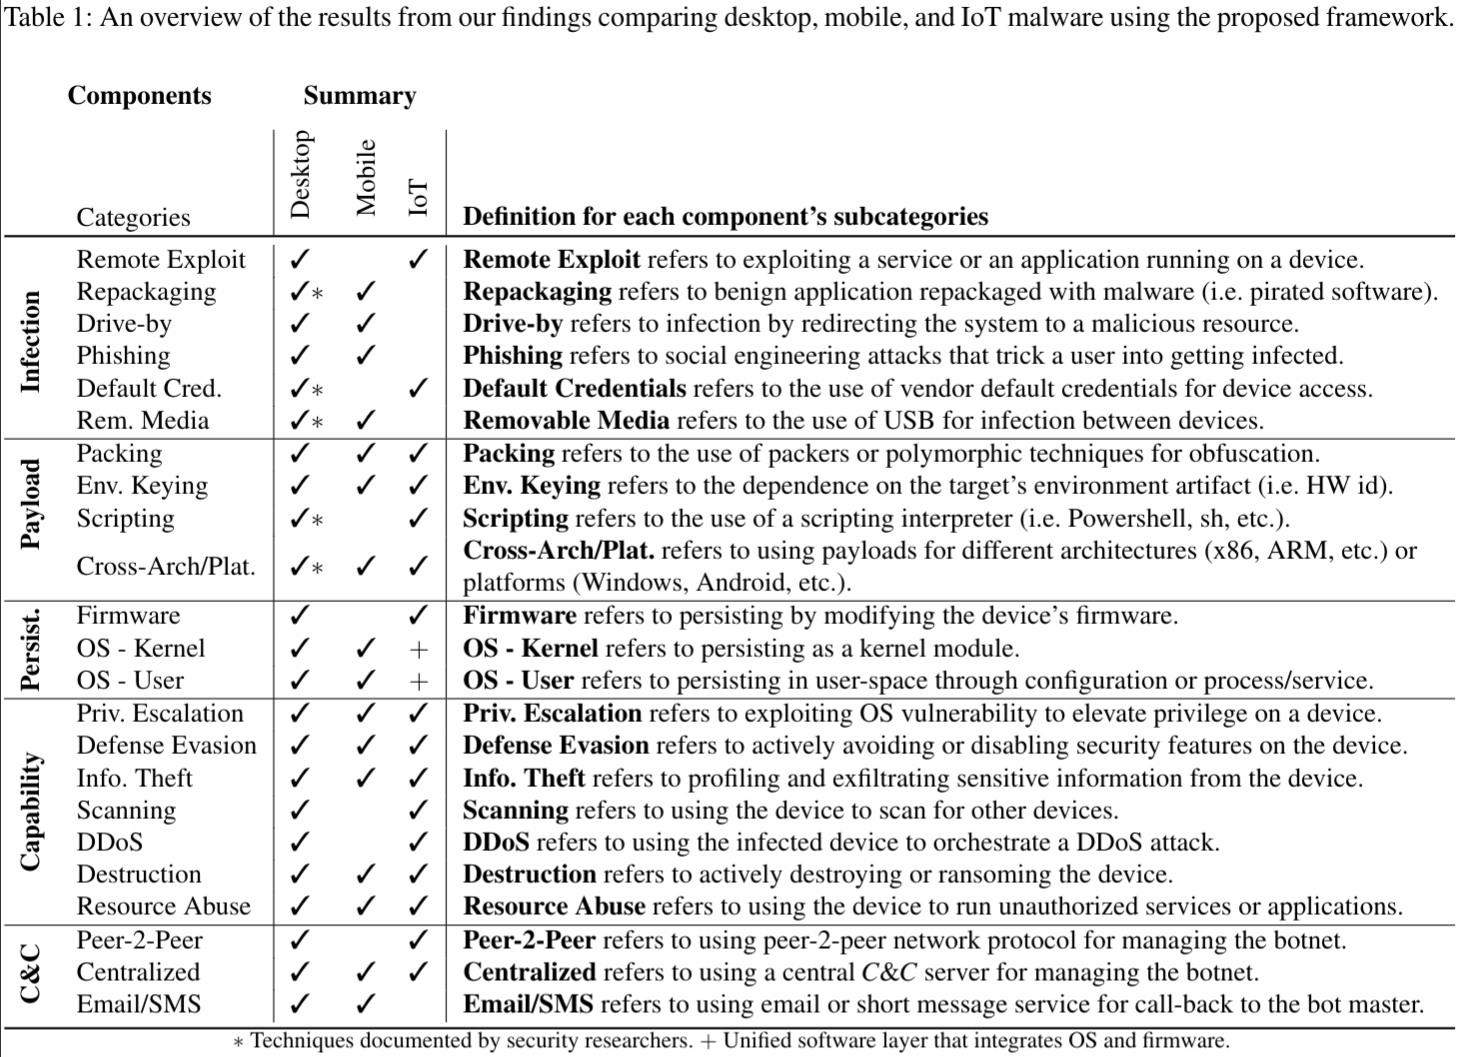 Table 1: An overview of the results from our findings comparing desktop, mobile, and IoT malware using the proposed framework.
Components Summary
Categories Desktop Mobile IoT Definition for each component's subcategories
Infection
Remote Exploit ✓ ✓ Remote Exploit refers to exploiting a service or an application running on a device.
Repackaging ✓* ✓ Repackaging refers to benign application repackaged with malware (i.e. pirated software).
Drive-by ✓ ✓ Drive-by refers to infection by redirecting the system to a malicious resource.
Phishing ✓ ✓ Phishing refers to social engineering attacks that trick a user into getting infected.
Default Cred. ✓* ✓ Default Credentials refers to the use of vendor default credentials for device access.
Rem. Media ✓* ✓ Removable Media refers to the use of USB for infection between devices.
Payload
Packing ✓ ✓ ✓ Packing refers to the use of packers or polymorphic techniques for obfuscation.
Env. Keying ✓ ✓ ✓ Env. Keying refers to the dependence on the target's environment artifact (i.e. HW id).
Scripting ✓* ✓ Scripting refers to the use of a scripting interpreter (i.e. Powershell, sh, etc.).
Cross-Arch/Plat. ✓* ✓ ✓ Cross-Arch/Plat. refers to using payloads for different architectures (x86, ARM, etc.) or
platforms (Windows, Android, etc.).
Persist.
Firmware ✓ ✓ Firmware refers to persisting by modifying the device's firmware.
OS - Kernel ✓ ✓ + OS - Kernel refers to persisting as a kernel module.
OS - User ✓ ✓ + OS - User refers to persisting in user-space through configuration or process/service.
Capability
Priv. Escalation ✓ ✓ ✓ Priv. Escalation refers to exploiting OS vulnerability to elevate privilege on a device.
Defense Evasion ✓ ✓ ✓ Defense Evasion refers to actively avoiding or disabling security features on the device.
Info. Theft ✓ ✓ ✓ Info. Theft refers to profiling and exfiltrating sensitive information from the device.
Scanning ✓ ✓ Scanning refers to using the device to scan for other devices.
DDoS ✓ ✓ DDoS refers to using the infected device to orchestrate a DDoS attack.
Destruction ✓ ✓ ✓ Destruction refers to actively destroying or ransoming the device.
Resource Abuse ✓ ✓ ✓ Resource Abuse refers to using the device to run unauthorized services or applications.
C&C
Peer-2-Peer ✓ ✓ Peer-2-Peer refers to using peer-2-peer network protocol for managing the botnet.
Centralized ✓ ✓ ✓ Centralized refers to using a central C&C server for managing the botnet.
Email/SMS ✓ ✓ Email/SMS refers to using email or short message service for call-back to the bot master.
* Techniques documented by security researchers. + Unified software layer that integrates OS and firmware.